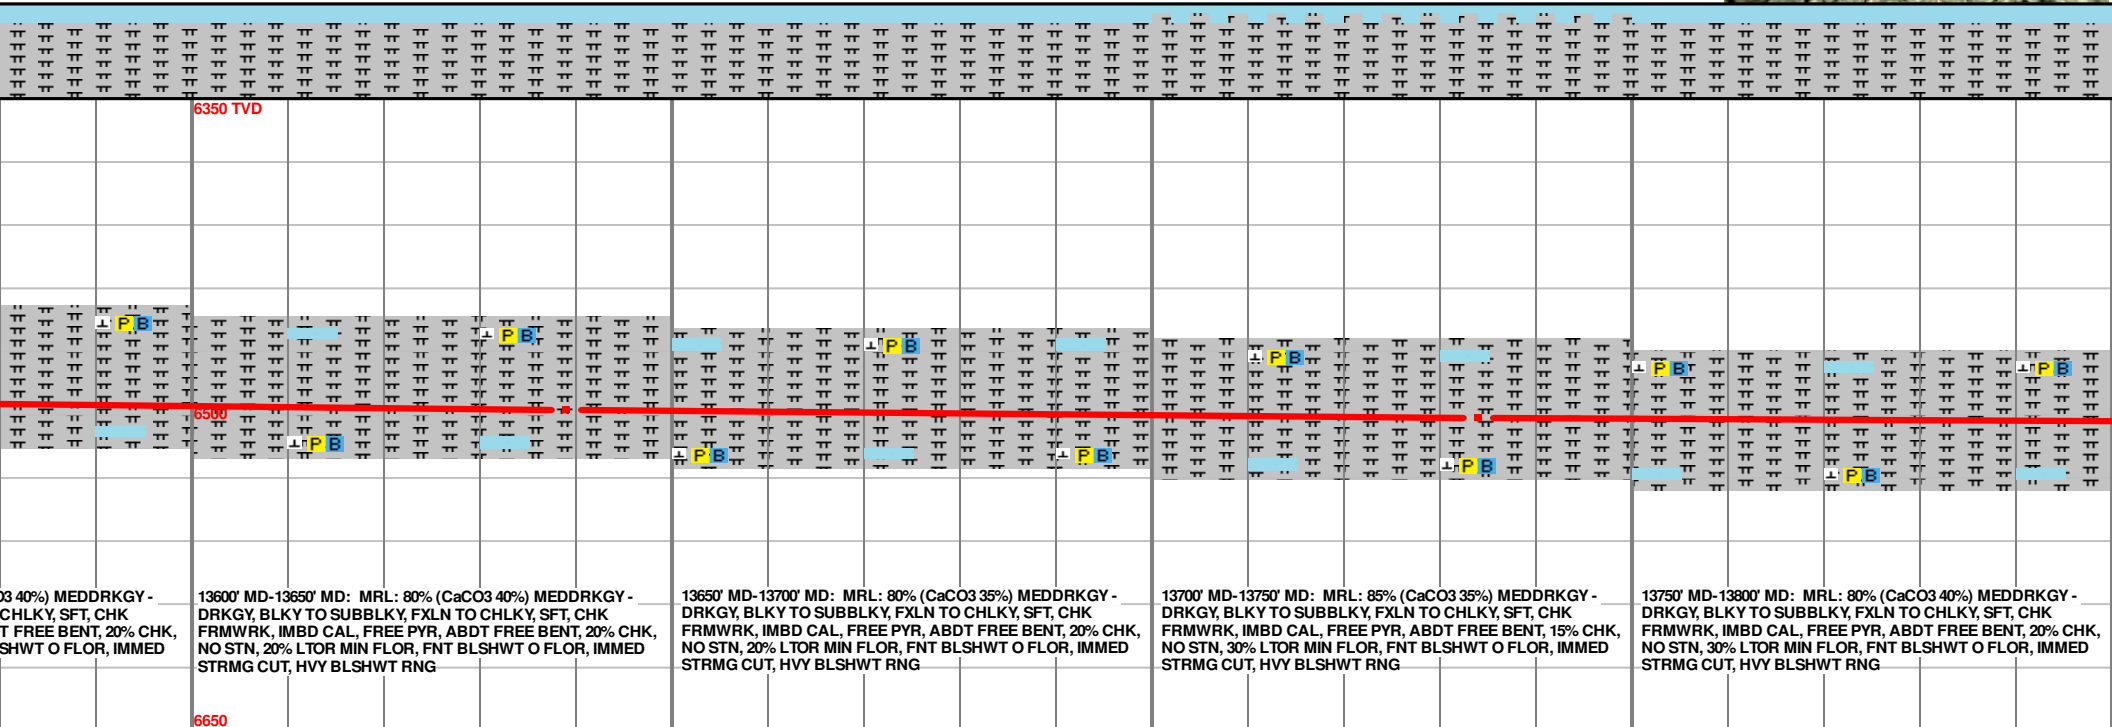 6350 TVD
P B
P B
P B
P B
P B
P B
P B
6500
P B
P B
P B
P B
P B
O3 40%) MEDDRKGY -
CHLKY, SFT, CHK
T FREE BENT, 20% CHK,
SHWT O FLOR, IMMED
13600' MD-13650' MD: MRL: 80% (CaCO3 40%) MEDDRKGY -
DRKGY, BLKY TO SUBBLKY, FXLN TO CHLKY, SFT, CHK
FRMWRK, IMBD CAL, FREE PYR, ABDT FREE BENT, 20% CHK,
NO STN, 20% LTOR MIN FLOR, FNT BLSHWT O FLOR, IMMED
STRMG CUT, HVY BLSHWT RNG
13650' MD-13700' MD: MRL: 80% (CaCO3 35%) MEDDRKGY -
DRKGY, BLKY TO SUBBLKY, FXLN TO CHLKY, SFT, CHK
FRMWRK, IMBD CAL, FREE PYR, ABDT FREE BENT, 20% CHK,
NO STN, 20% LTOR MIN FLOR, FNT BLSHWT O FLOR, IMMED
STRMG CUT, HVY BLSHWT RNG
13700' MD-13750' MD: MRL: 85% (CaCO3 35%) MEDDRKGY -
DRKGY, BLKY TO SUBBLKY, FXLN TO CHLKY, SFT, CHK
FRMWRK, IMBD CAL, FREE PYR, ABDT FREE BENT, 15% CHK,
NO STN, 30% LTOR MIN FLOR, FNT BLSHWT O FLOR, IMMED
STRMG CUT, HVY BLSHWT RNG
13750' MD-13800' MD: MRL: 80% (CaCO3 40%) MEDDRKGY -
DRKGY, BLKY TO SUBBLKY, FXLN TO CHLKY, SFT, CHK
FRMWRK, IMBD CAL, FREE PYR, ABDT FREE BENT, 20% CHK,
NO STN, 30% LTOR MIN FLOR, FNT BLSHWT O FLOR, IMMED
STRMG CUT, HVY BLSHWT RNG
6650